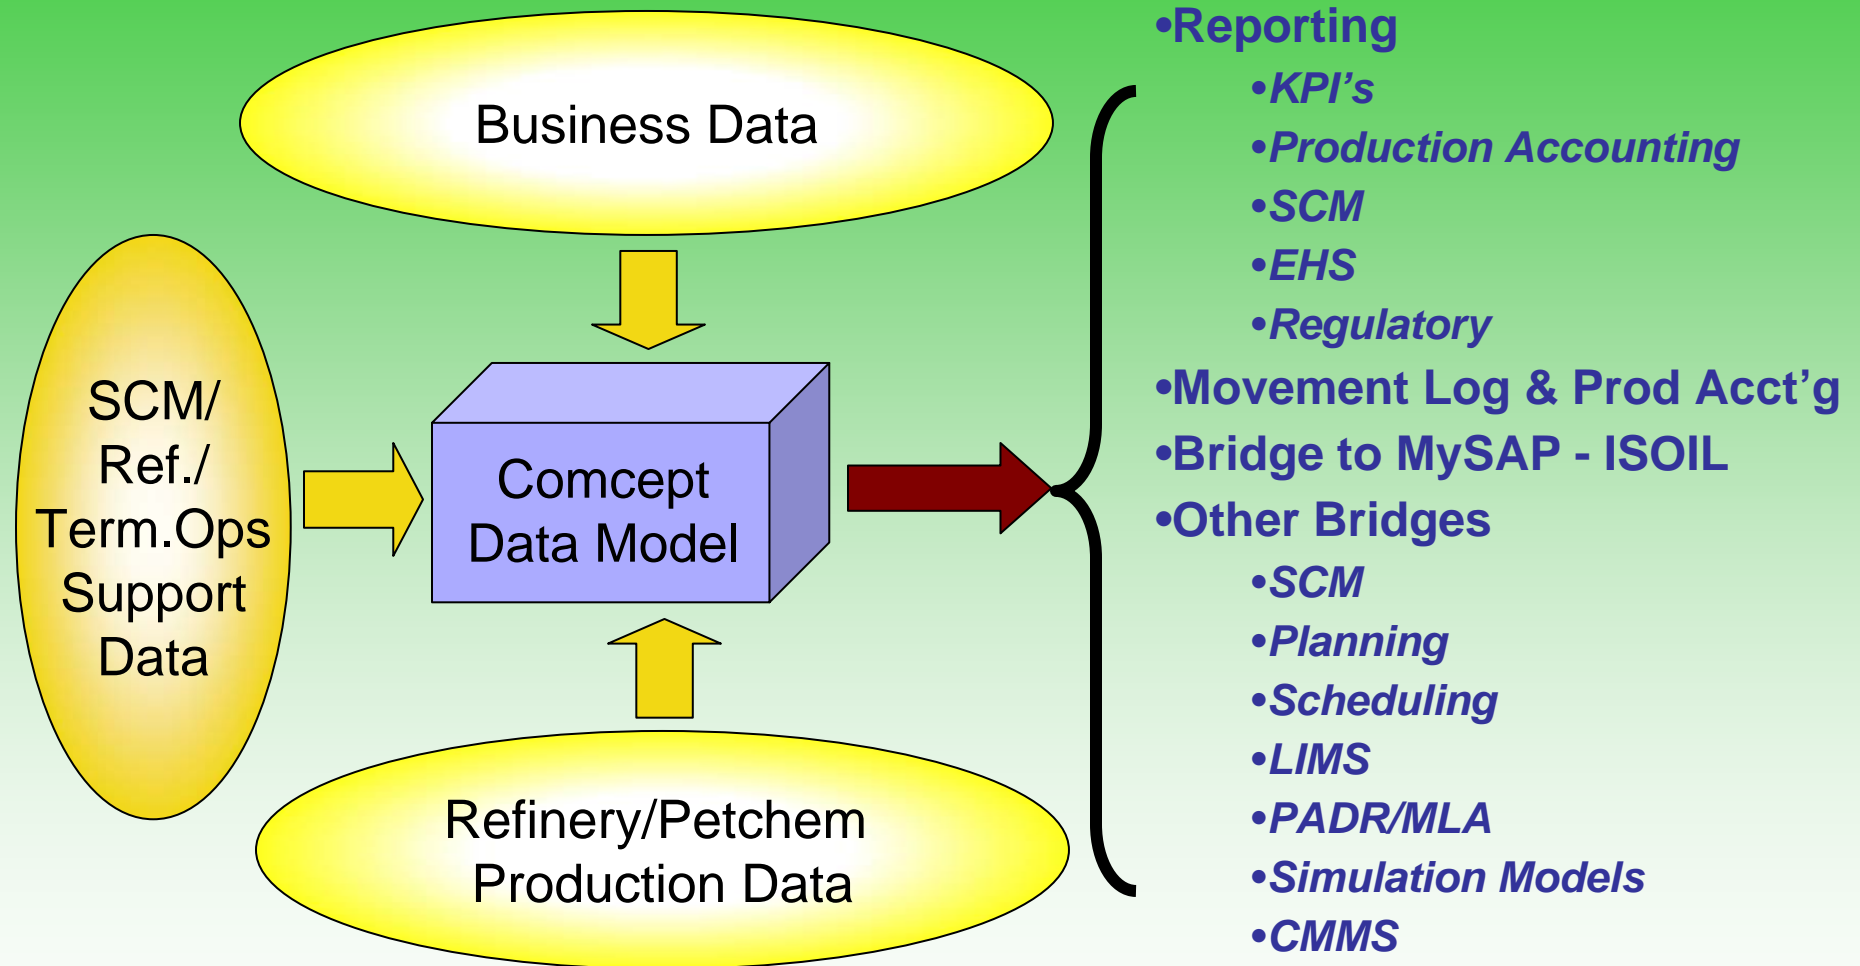 Business Data
SCM/
Ref./
Term.Ops
Support
Data
Comcept
Data Model
Refinery/Petchem
Production Data
•Reporting
•KPI’s
•Production Accounting
•SCM
•EHS
•Regulatory
•Movement Log & Prod Acct’g
•Bridge to MySAP - ISOIL
•Other Bridges
•SCM
•Planning
•Scheduling
•LIMS
•PADR/MLA
•Simulation Models
•CMMS